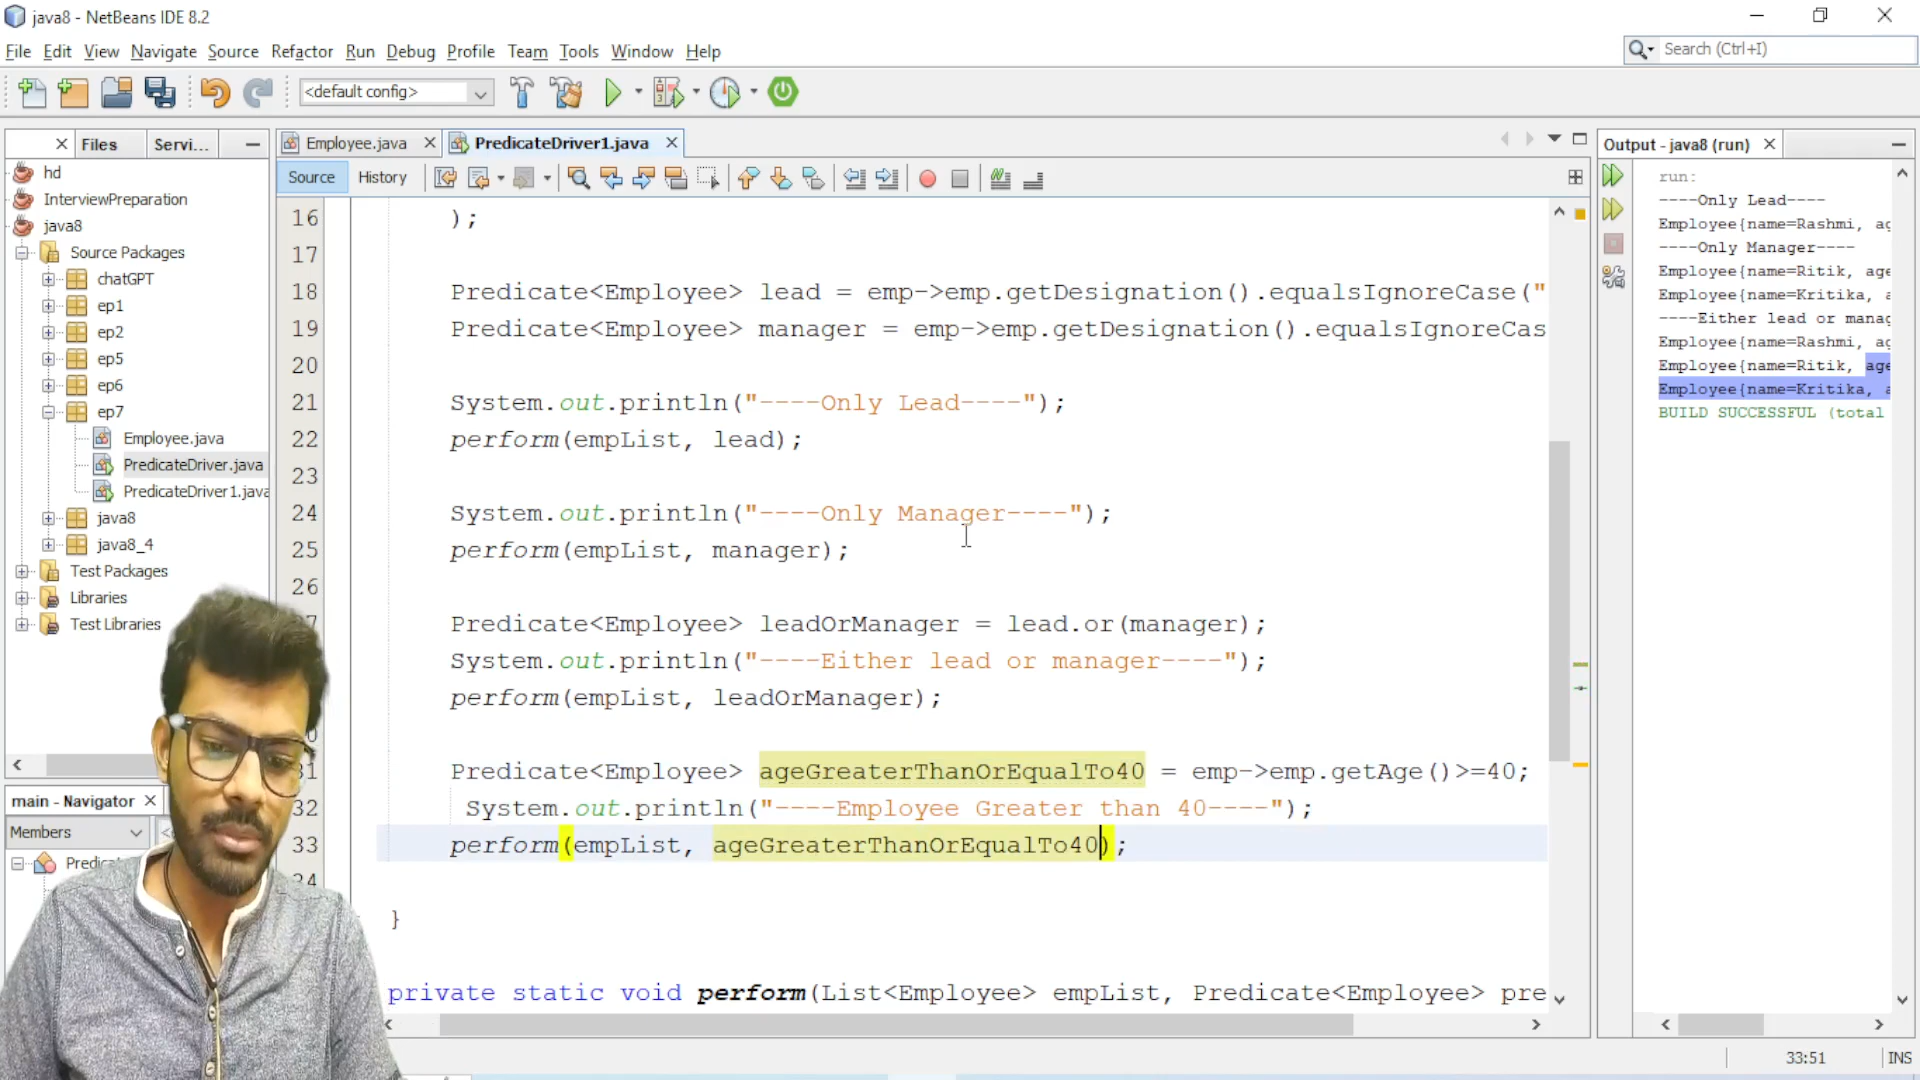 java8 - NetBeans IDE 8.2
File Edit View Navigate Source Refactor Run Debug Profile Team Tools Window Help
Search (Ctrl+I)
<default config>
Files Servi...
Employee.java PredicateDriver1.java
Output - java8 (run)
Source History
hd
InterviewPreparation
java8
Source Packages
chatGPT
ep1
ep2
ep5
ep6
ep7
Employee.java
PredicateDriver.java
PredicateDriver1.java
java8
java8_4
Test Packages
Libraries
Test Libraries
main - Navigator
Members
16 );
17
18 Predicate<Employee> lead = emp->emp.getDesignation().equalsIgnoreCase("
19 Predicate<Employee> manager = emp->emp.getDesignation().equalsIgnoreCas
20
21 System.out.println("----Only Lead----");
22 perform(empList, lead);
23
24 System.out.println("----Only Manager----");
25 perform(empList, manager);
26
Predicate<Employee> leadOrManager = lead.or(manager);
System.out.println("----Either lead or manager----");
perform(empList, leadOrManager);
31 Predicate<Employee> ageGreaterThanOrEqualTo40 = emp->emp.getAge()>=40;
32 System.out.println("----Employee Greater than 40----");
33 perform(empList, ageGreaterThanOrEqualTo40);
34
}
private static void perform(List<Employee> empList, Predicate<Employee> pre
run:
----Only Lead----
Employee{name=Rashmi, ag
----Only Manager----
Employee{name=Ritik, age
Employee{name=Kritika, a
----Either lead or manag
Employee{name=Rashmi, ag
Employee{name=Ritik, age
Employee{name=Kritika, a
BUILD SUCCESSFUL (total
33:51 INS